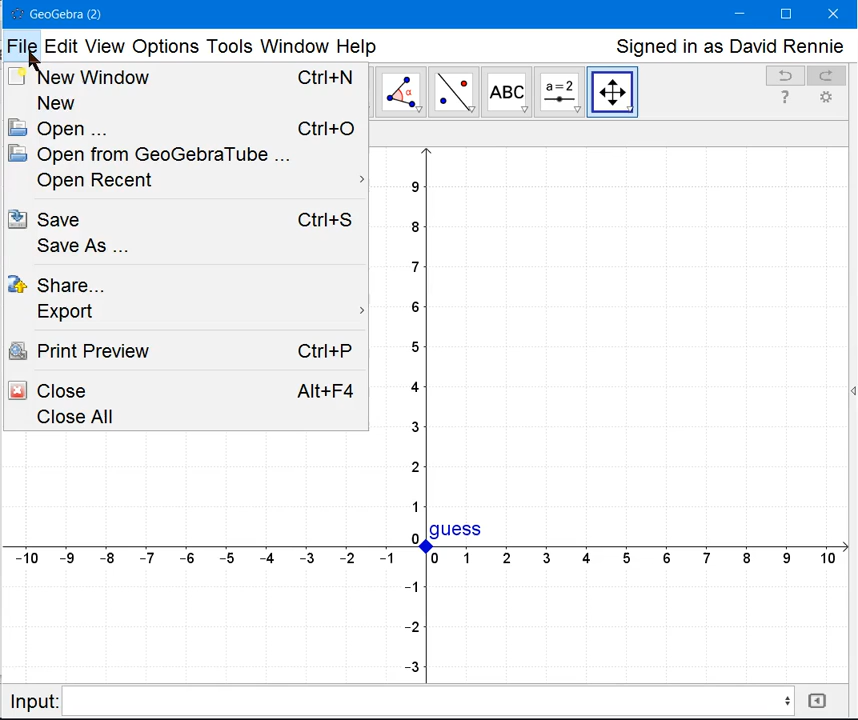 GeoGebra (2)
File Edit View Options Tools Window Help Signed in as David Rennie
New Window Ctrl+N
New
Open ... Ctrl+O
Open from GeoGebraTube ...
Open Recent
Save Ctrl+S
Save As ...
Share...
Export
Print Preview Ctrl+P
Close Alt+F4
Close All
α
ABC
a=2
?
9
8
7
6
5
4
3
2
1
guess
0
-10 -9 -8 -7 -6 -5 -4 -3 -2 -1 0 1 2 3 4 5 6 7 8 9 10
-1
-2
-3
Input: